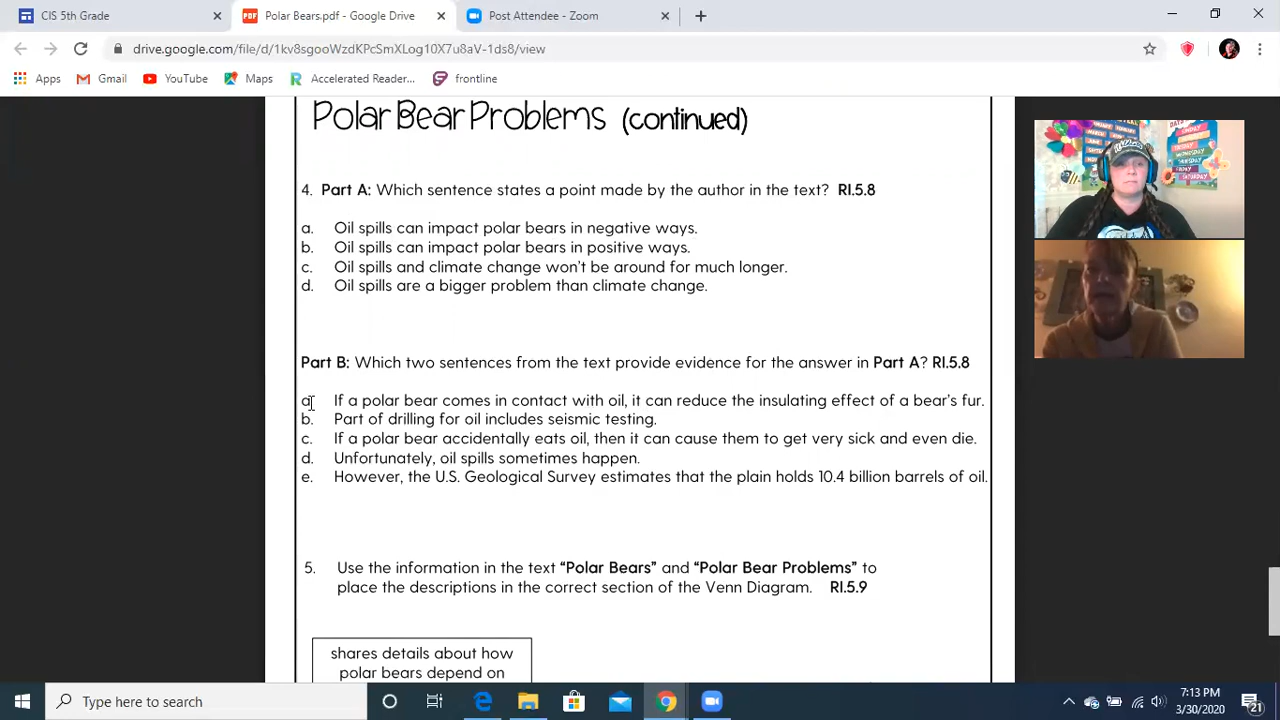 CIS 5th Grade
Polar Bears.pdf - Google Drive
Post Attendee - Zoom
drive.google.com/file/d/1kv8sgooWzdKPcSmXLog10X7u8aV-1ds8/view
Apps
Gmail
YouTube
Maps
Accelerated Reader...
frontline
Polar Bear Problems (continued)
4. Part A: Which sentence states a point made by the author in the text? RI.5.8
a. Oil spills can impact polar bears in negative ways.
b. Oil spills can impact polar bears in positive ways.
c. Oil spills and climate change won't be around for much longer.
d. Oil spills are a bigger problem than climate change.
Part B: Which two sentences from the text provide evidence for the answer in Part A? RI.5.8
a. If a polar bear comes in contact with oil, it can reduce the insulating effect of a bear's fur.
b. Part of drilling for oil includes seismic testing.
c. If a polar bear accidentally eats oil, then it can cause them to get very sick and even die.
d. Unfortunately, oil spills sometimes happen.
e. However, the U.S. Geological Survey estimates that the plain holds 10.4 billion barrels of oil.
5. Use the information in the text “Polar Bears” and “Polar Bear Problems” to
place the descriptions in the correct section of the Venn Diagram. RI.5.9
shares details about how
polar bears depend on
Type here to search
7:13 PM
3/30/2020
21